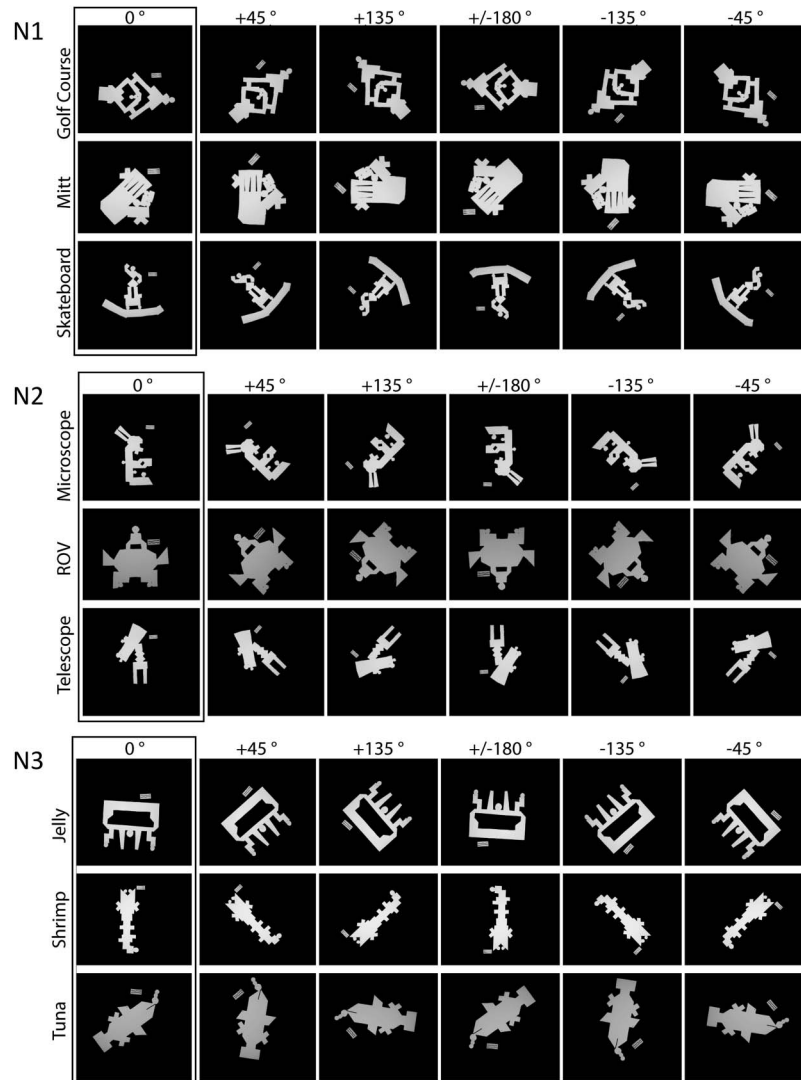 N1
0 ° +45 ° +135 ° +/-180 ° -135 ° -45 °
Golf Course
Mitt
Skateboard
N2
0 ° +45 ° +135 ° +/-180 ° -135 ° -45 °
Microscope
ROV
Telescope
N3
0 ° +45 ° +135 ° +/-180 ° -135 ° -45 °
Jelly
Shrimp
Tuna